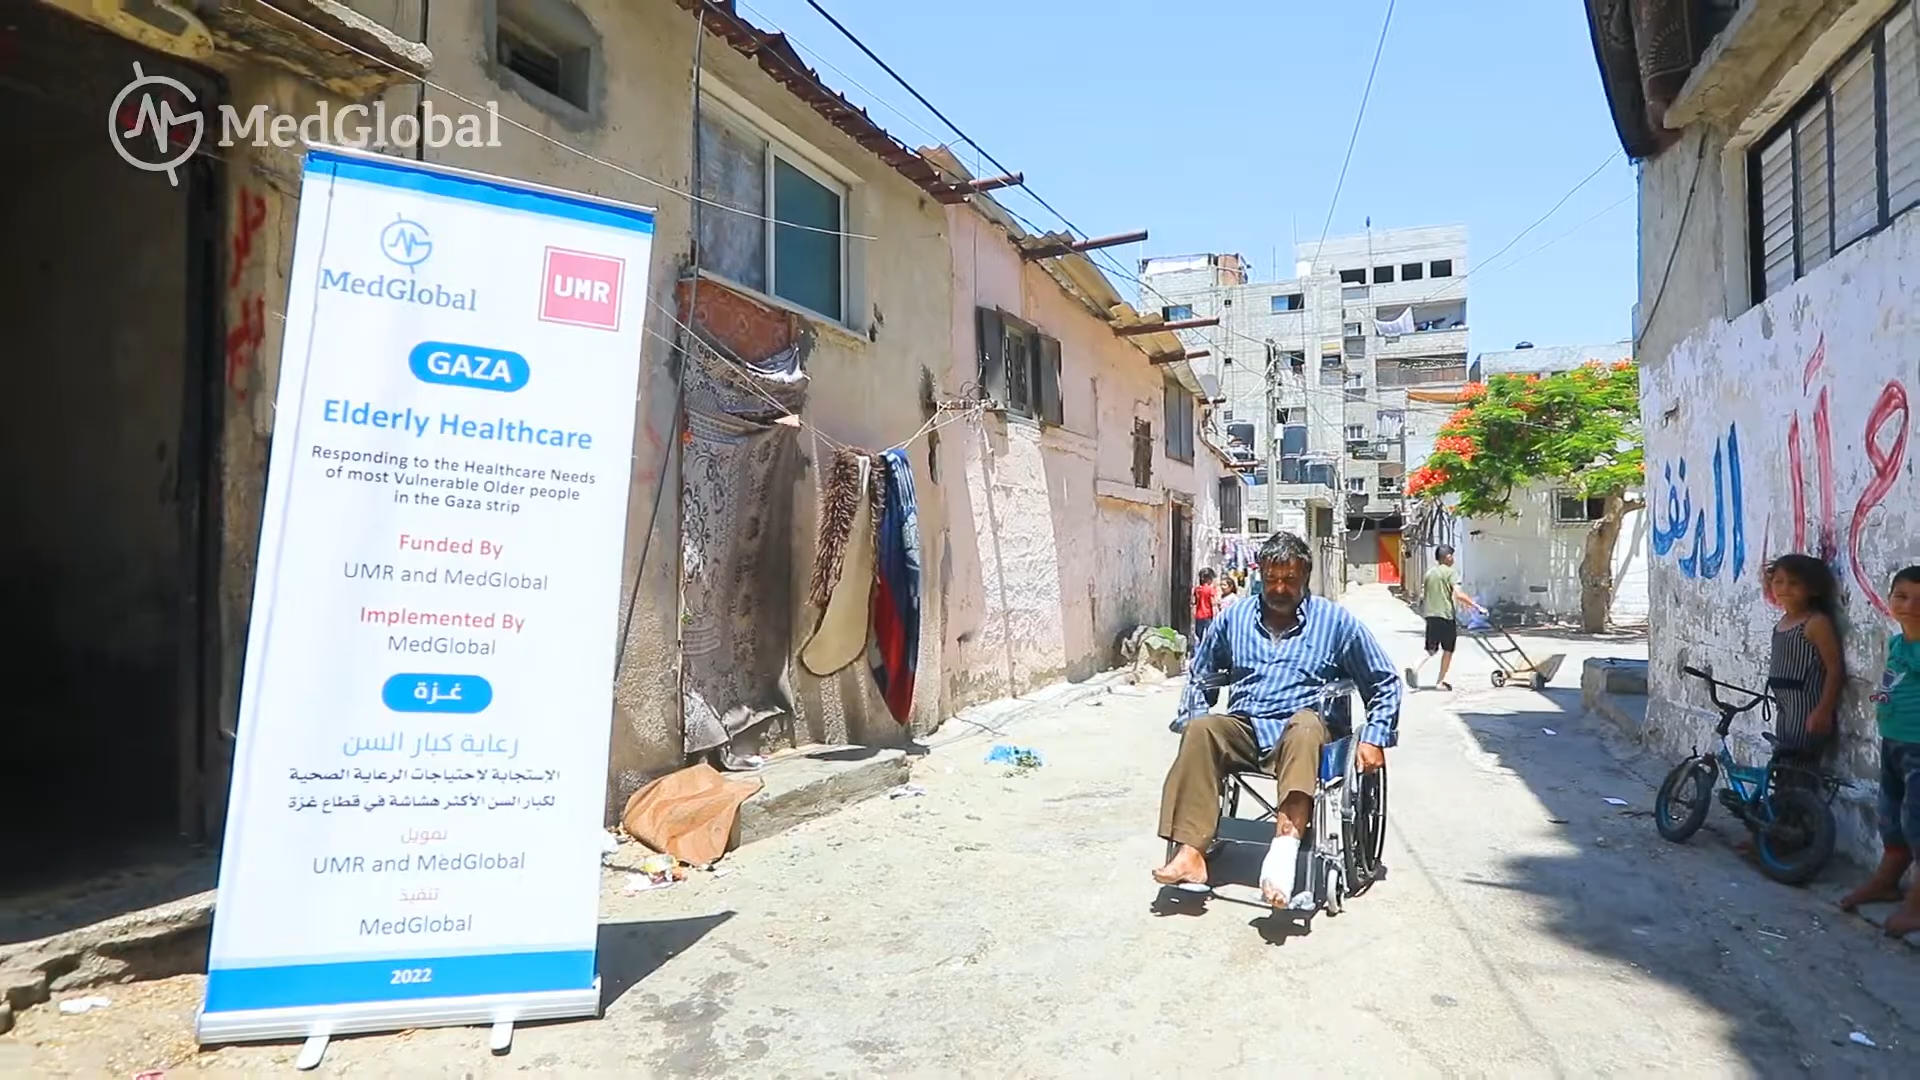 MedGlobal
MedGlobal
UMR
GAZA
Elderly Healthcare
Responding to the Healthcare Needs
of most Vulnerable Older people
in the Gaza strip
Funded By
UMR and MedGlobal
Implemented By
MedGlobal
غزة
رعاية كبار السن
الإستجابة لاحتياجات الرعاية الصحية
لكبار السن الأكثر هشاشة في قطاع غزة
تمويل
UMR and MedGlobal
تنفيذ
MedGlobal
2022